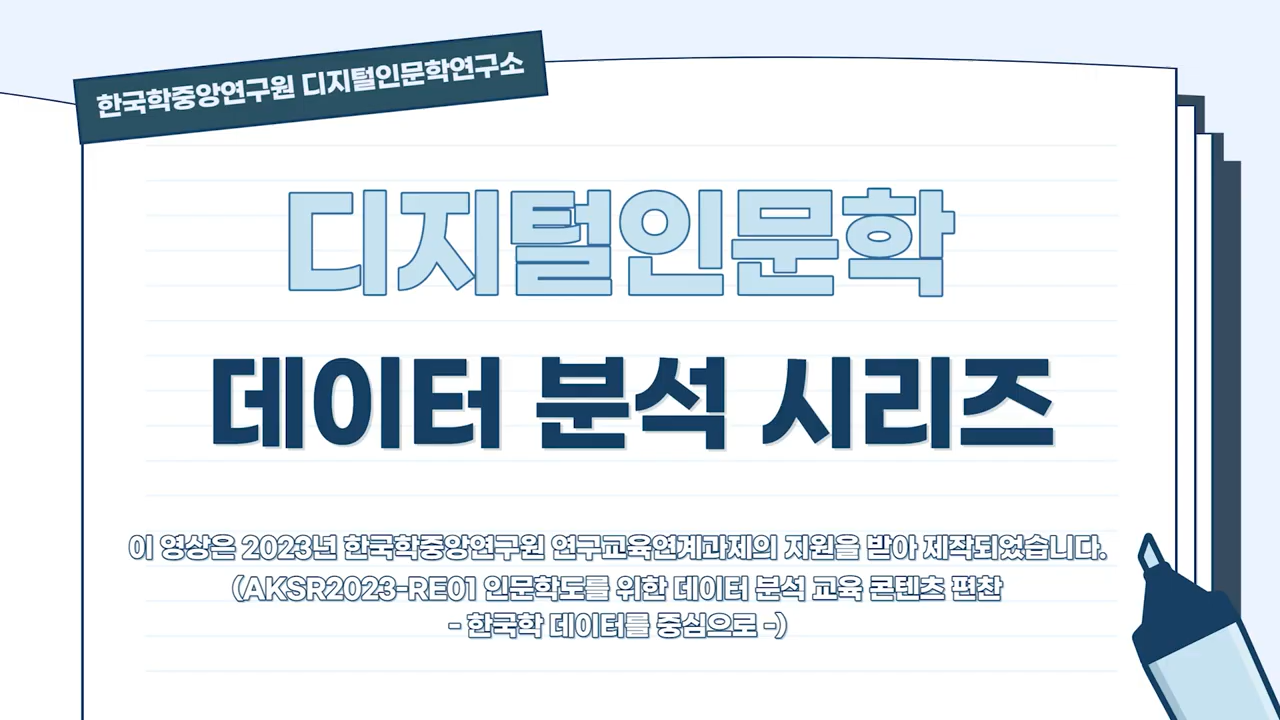 한국학중앙연구원 디지털인문학연구소
디지털인문학
데이터 분석 시리즈
이 영상은 2023년 한국학중앙연구원 연구교육연계과제의 지원을 받아 제작되었습니다.
(AKSR2023-RE01 인문학도를 위한 데이터 분석 교육 콘텐츠 편찬
- 한국학 데이터를 중심으로 -)